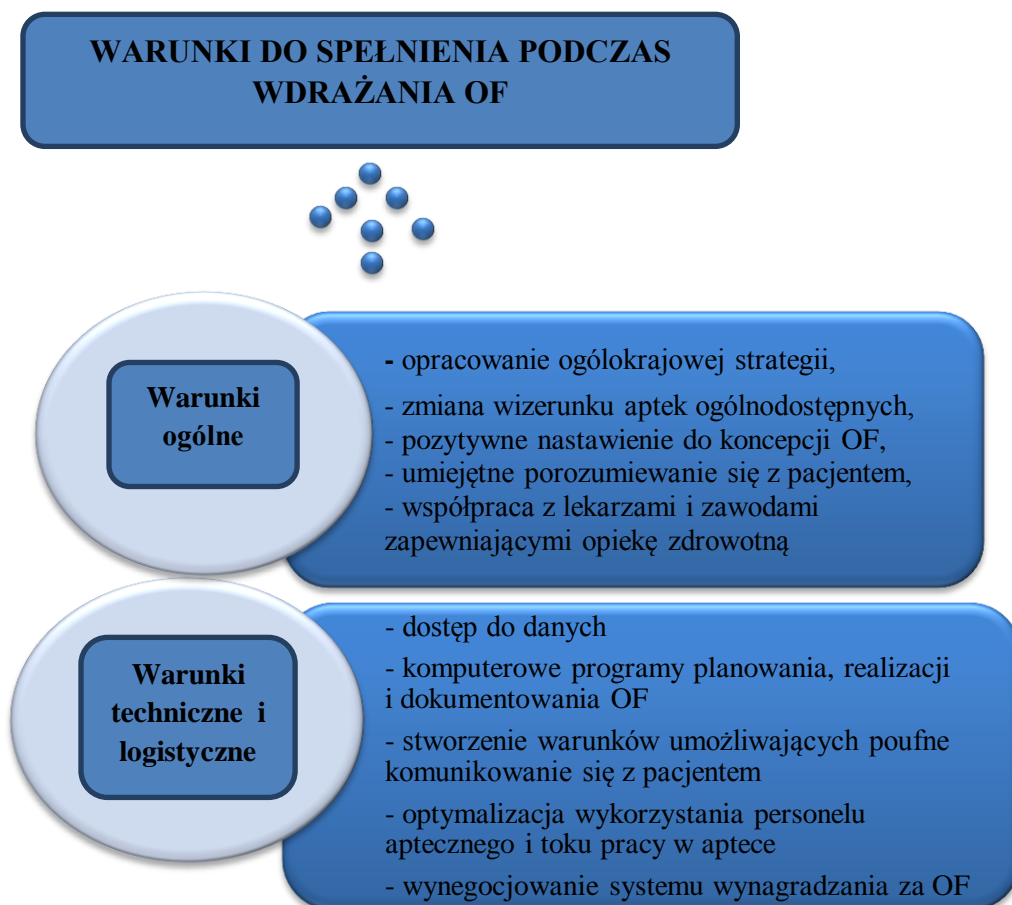 WARUNKI DO SPEŁNIENIA PODCZAS
WDRAŻANIA OF
Warunki
ogólne
- opracowanie ogólokrajowej strategii,
- zmiana wizerunku aptek ogólnodostępnych,
- pozytywne nastawienie do koncepcji OF,
- umiejętne porozumiewanie się z pacjentem,
- współpraca z lekarzami i zawodami
zapewniającymi opiekę zdrowotną
Warunki
techniczne i
logistyczne
- dostęp do danych
- komputerowe programy planowania, realizacji
i dokumentowania OF
- stworzenie warunków umożliwiających poufne
komunikowanie się z pacjentem
- optymalizacja wykorzystania personelu
aptecznego i toku pracy w aptece
- wynegocjowanie systemu wynagradzania za OF